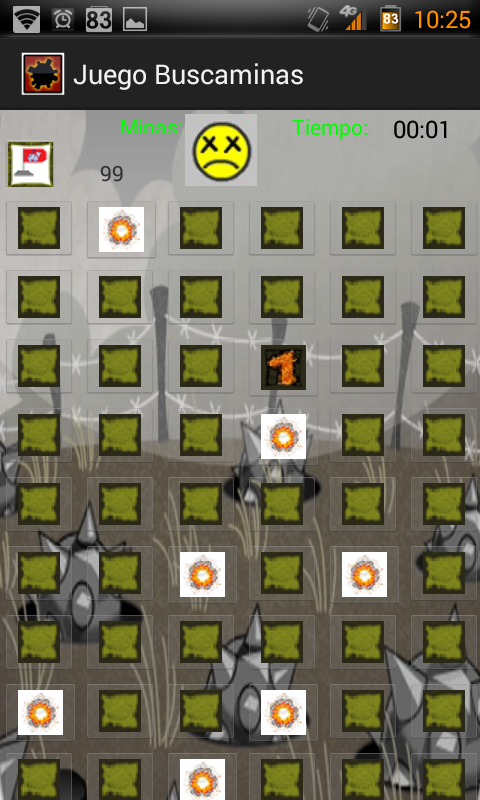 83 4G 83 10:25
Juego Buscaminas
Minas: Tiempo: 00:01
99
1